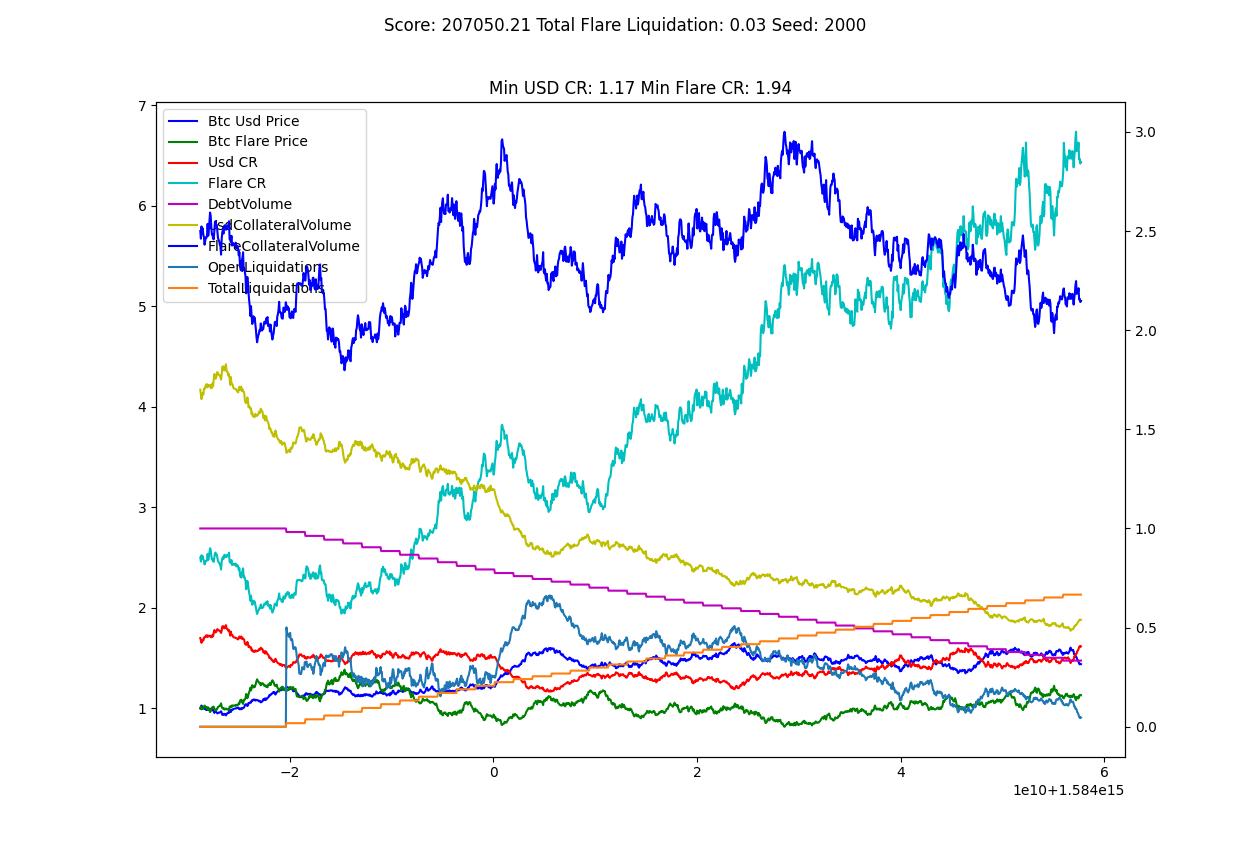 Score: 207050.21 Total Flare Liquidation: 0.03 Seed: 2000
Min USD CR: 1.17 Min Flare CR: 1.94
Btc Usd Price
Btc Flare Price
Usd CR
Flare CR
DebtVolume
UsdCollateralVolume
FlareCollateralVolume
OpenLiquidations
TotalLiquidations
7
6
5
4
3
2
1
3.0
2.5
2.0
1.5
1.0
0.5
0.0
−2
0
2
4
6
1e10+1.584e15